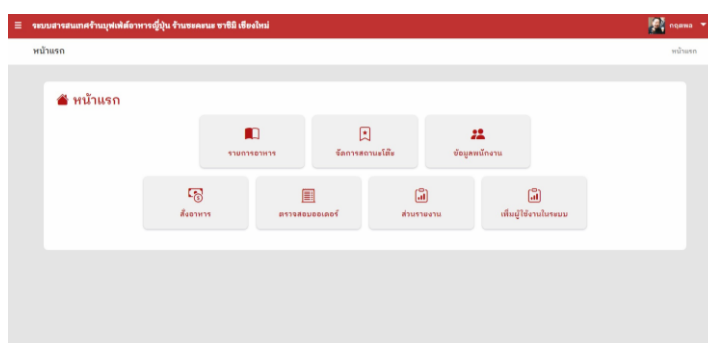 ระบบสารสนเทศร้านบุฟเฟ่ต์อาหารญี่ปุ่น ร้านซอคอนะ ซาชิมิ เชียงใหม่
หน้าแรก
หน้าแรก
หน้าแรก
รายการอาหาร
จัดการสถานะโต๊ะ
ข้อมูลพนักงาน
สั่งอาหาร
ตรวจสอบออเดอร์
ส่วนรายงาน
เพิ่มผู้ใช้งานในระบบ